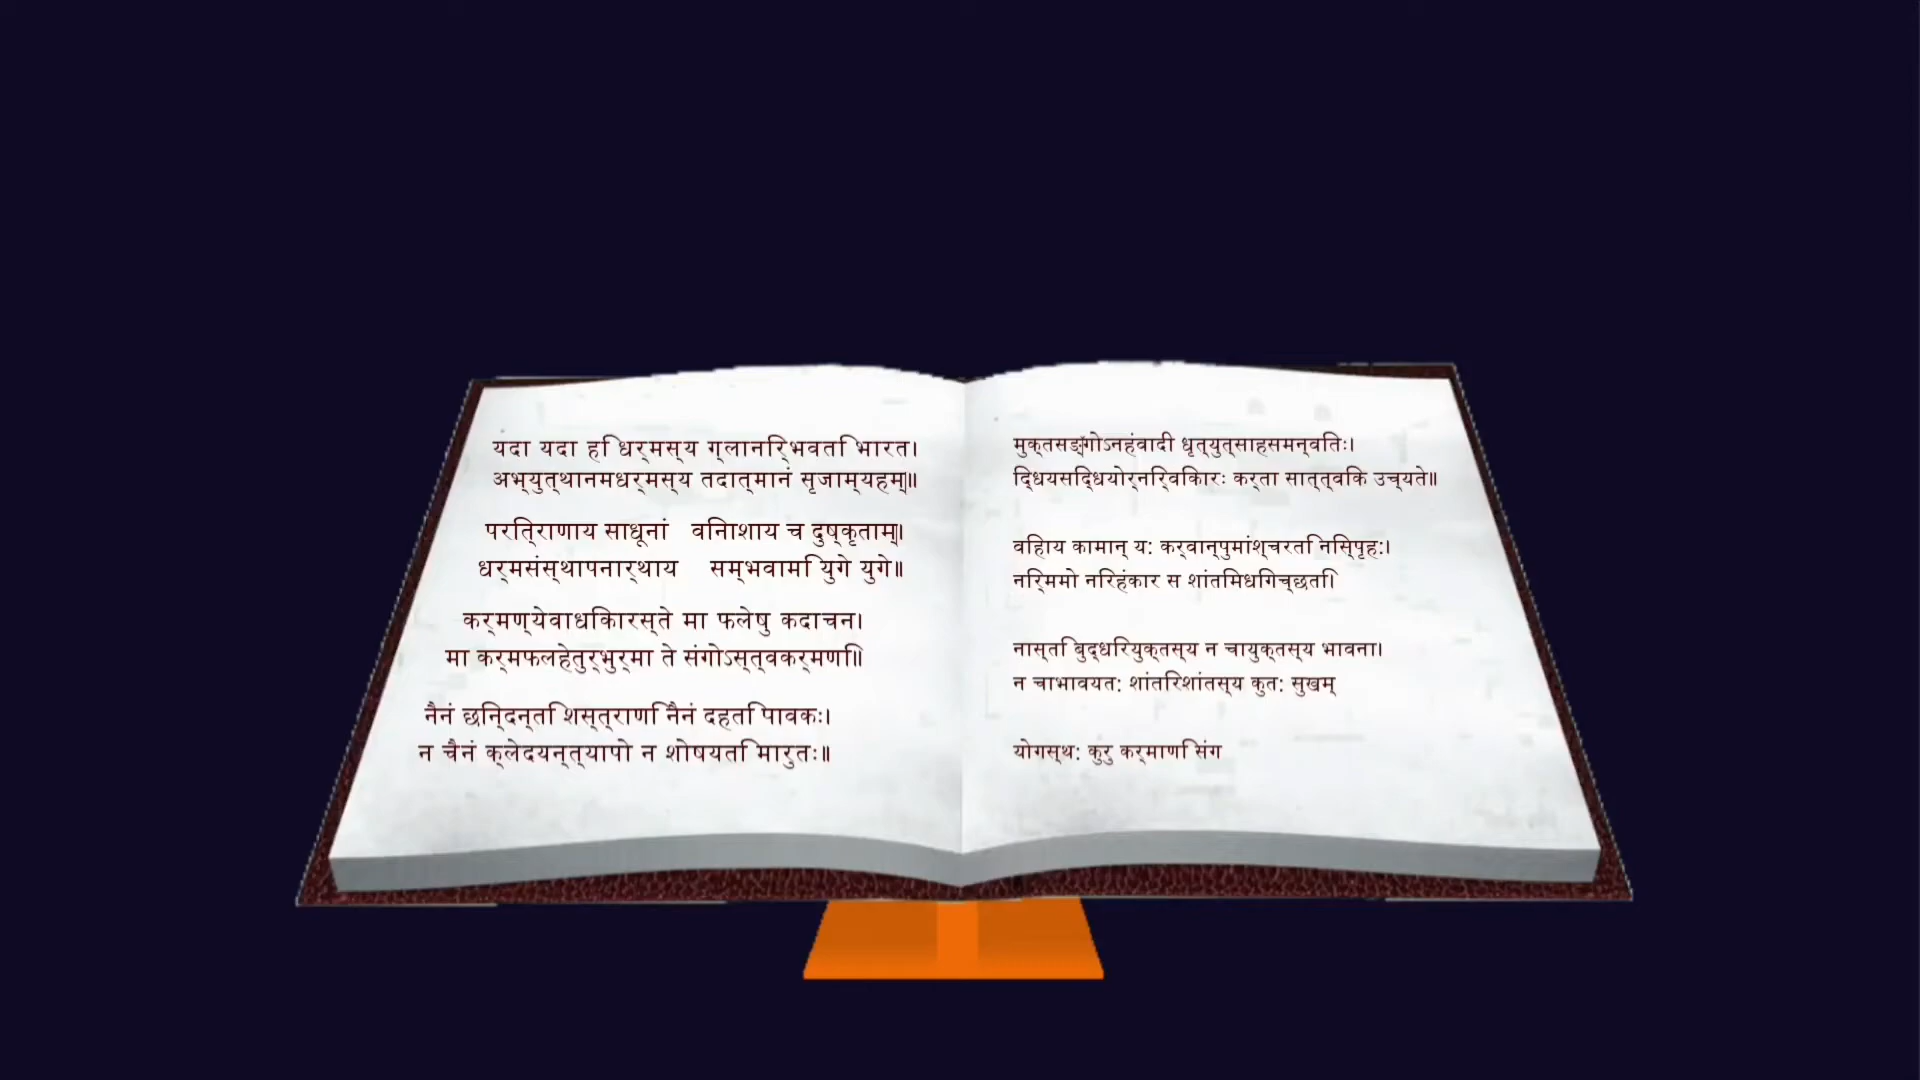 यदा यदा हि धर्मस्य ग्लानिर्भवति भारत।
अभ्युत्थानमधर्मस्य तदात्मानं सृजाम्यहम्॥
परित्राणाय साधूनां विनाशाय च दुष्कृताम्।
धर्मसंस्थापनार्थाय सम्भवामि युगे युगे॥
कर्मण्येवाधिकारस्ते मा फलेषु कदाचन।
मा कर्मफलहेतुर्भुर्मा ते संगोऽस्त्वकर्मणि॥
नैनं छिन्दन्ति शस्त्राणि नैनं दहति पावकः।
न चैनं क्लेदयन्त्यापो न शोषयति मारुतः॥
मुक्तसङ्गोऽनहंवादी धृत्युत्साहसमन्वितः।
द्धियसिद्धियोर्निर्विकारः कर्ता सात्त्विक उच्यते॥
विहाय कामान् य: कर्वान्पुमांश्चरति निस्पृह:।
निर्ममो निरहंकार स शांतिमधिगच्छति।
नास्ति बुद्धिरयुक्तस्य न चायुक्तस्य भावना।
न चाभावयत: शांतिरशांतस्य कुत: सुखम्
योगस्थ: कुरु कर्माणि संग